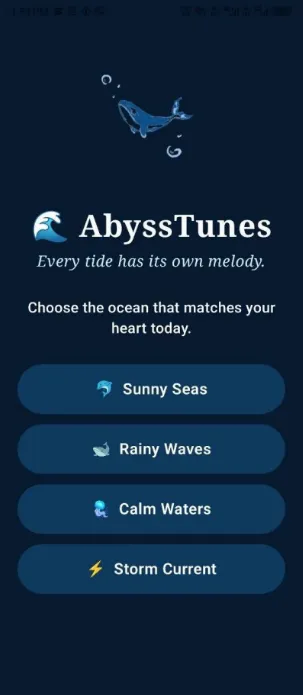 🌊 AbyssTunes
Every tide has its own melody.
Choose the ocean that matches your
heart today.
🐬 Sunny Seas
🐋 Rainy Waves
🪼 Calm Waters
⚡ Storm Current